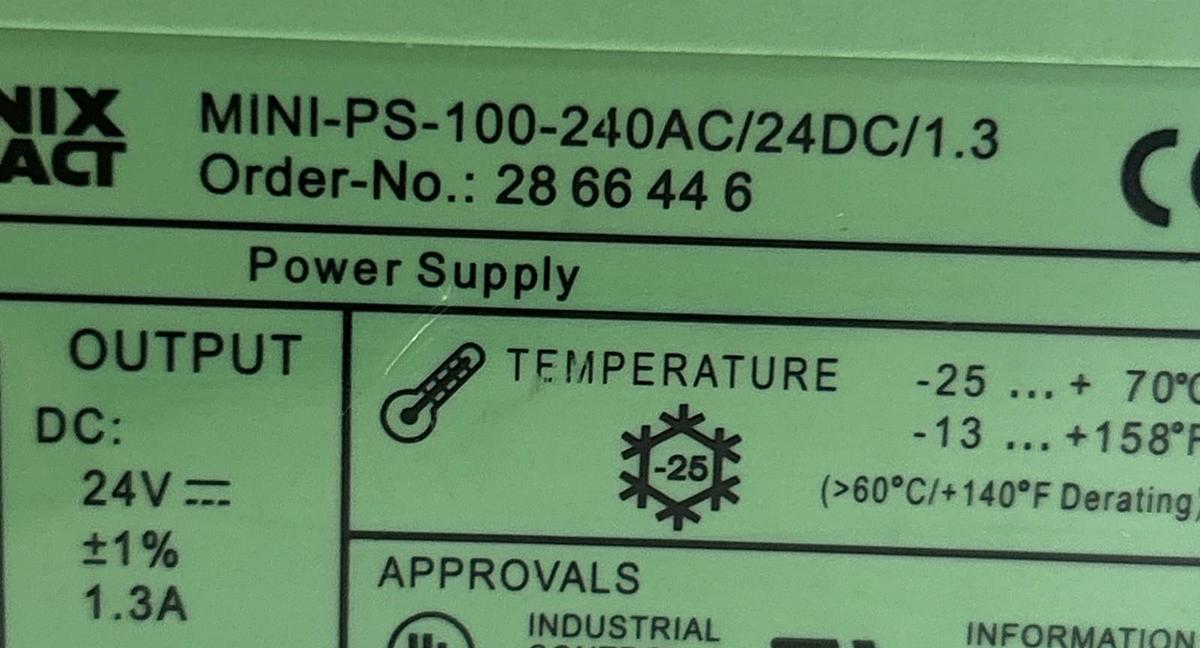 NIX
ACT
MINI-PS-100-240AC/24DC/1.3
Order-No.: 28 66 44 6
CE
Power Supply
OUTPUT
DC:
24V ⎓
±1%
1.3A
TEMPERATURE
-25 ... + 70°C
-13 ... +158°F
-25
(>60°C/+140°F Derating)
APPROVALS
INDUSTRIAL
INFORMATION